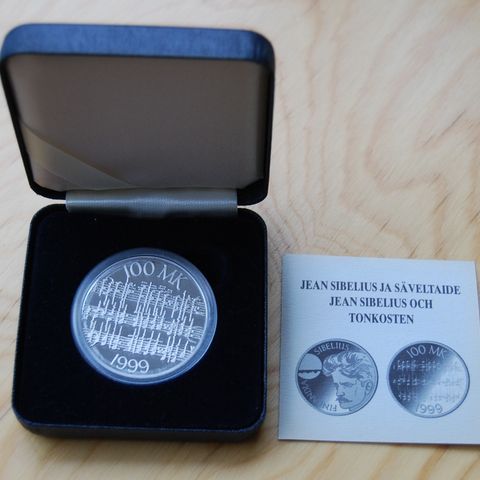 100 MK
1999
JEAN SIBELIUS JA SÄVELTAIDE
JEAN SIBELIUS OCH
TONKOSTEN
SIBELIUS
100 MK
1999